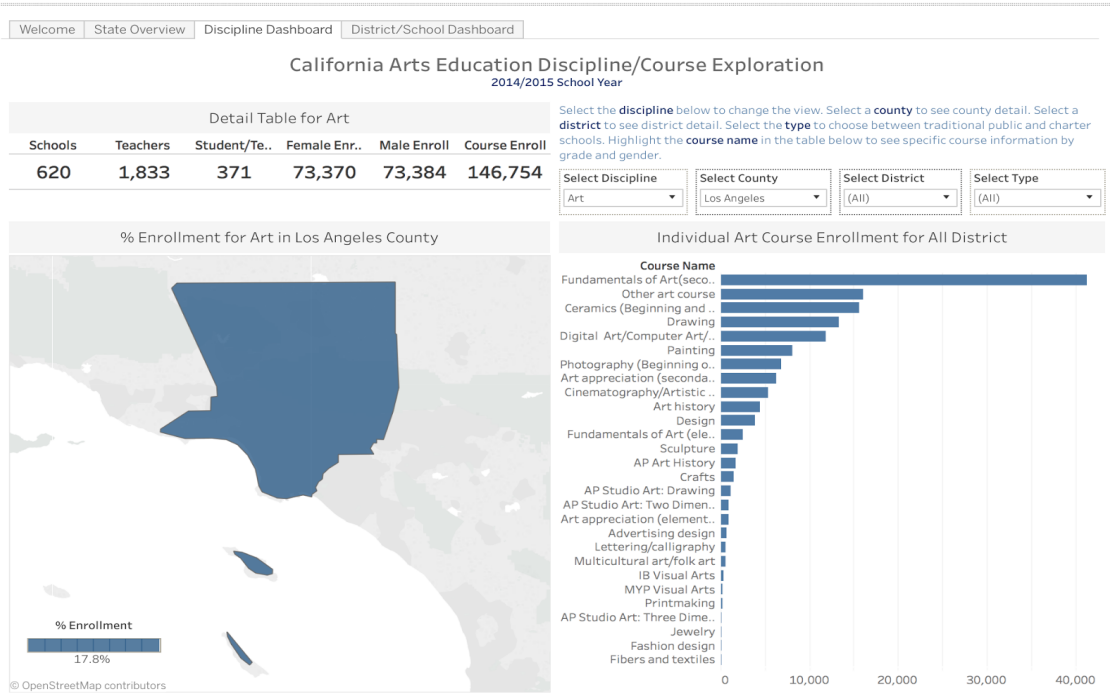 Welcome
State Overview
Discipline Dashboard
District/School Dashboard
California Arts Education Discipline/Course Exploration
2014/2015 School Year
Detail Table for Art
Schools Teachers Student/Te.. Female Enr.. Male Enroll Course Enroll
620 1,833 371 73,370 73,384 146,754
Select the discipline below to change the view. Select a county to see county detail. Select a
district to see district detail. Select the type to choose between traditional public and charter
schools. Highlight the course name in the table below to see specific course information by
grade and gender.
Select Discipline
Art
Select County
Los Angeles
Select District
(All)
Select Type
(All)
% Enrollment for Art in Los Angeles County
% Enrollment
17.8%
© OpenStreetMap contributors
Individual Art Course Enrollment for All District
Course Name
Fundamentals of Art(seco..
Other art course
Ceramics (Beginning and ..
Drawing
Digital Art/Computer Art/..
Painting
Photography (Beginning o..
Art appreciation (seconda..
Cinematography/Artistic ..
Art history
Design
Fundamentals of Art (ele..
Sculpture
AP Art History
Crafts
AP Studio Art: Drawing
AP Studio Art: Two Dimen..
Art appreciation (element..
Advertising design
Lettering/calligraphy
Multicultural art/folk art
IB Visual Arts
MYP Visual Arts
Printmaking
AP Studio Art: Three Dime..
Jewelry
Fashion design
Fibers and textiles
0 10,000 20,000 30,000 40,000